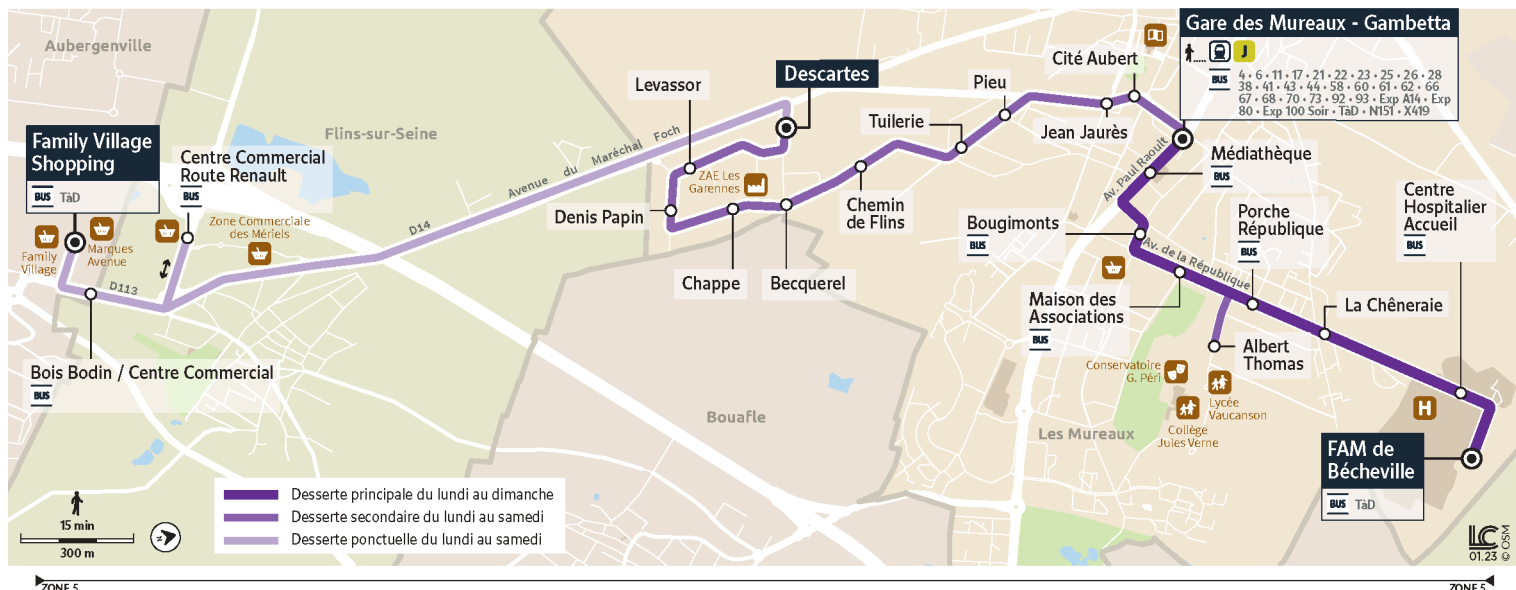 Aubergenville
Family Village
Shopping
BUS TàD
Family
Village
Marques
Avenue
Centre Commercial
Route Renault
BUS
Zone Commerciale
des Mériels
Flins-sur-Seine
D113
D14
Avenue du Maréchal Foch
Bois Bodin / Centre Commercial
BUS
Levassor
Descartes
ZAE Les
Garennes
Denis Papin
Chappe
Becquerel
Chemin
de Flins
Tuilerie
Pieu
Jean Jaurès
Cité Aubert
Gare des Mureaux - Gambetta
J
BUS
4 • 6 • 11 • 17 • 21 • 22 • 23 • 25 • 26 • 28
38 • 41 • 43 • 44 • 58 • 60 • 61 • 62 • 66
67 • 68 • 70 • 73 • 92 • 93 • Exp A14 • Exp
80 • Exp 100 Soir • TàD • N151 • X419
Av. Paul Raoult
Médiathèque
BUS
Bougimonts
BUS
Av. de la République
Porche
République
BUS
Centre
Hospitalier
Accueil
BUS
Maison des
Associations
BUS
La Chêneraie
Albert
Thomas
Conservatoire
G. Péri
Lycée
Vaucanson
Collège
Jules Verne
H
Bouafle
Les Mureaux
FAM de
Bécheville
BUS TàD
Desserte principale du lundi au dimanche
Desserte secondaire du lundi au samedi
Desserte ponctuelle du lundi au samedi
15 min
300 m
N
LC
01.23
© OSM
ZONE 5
ZONE 5